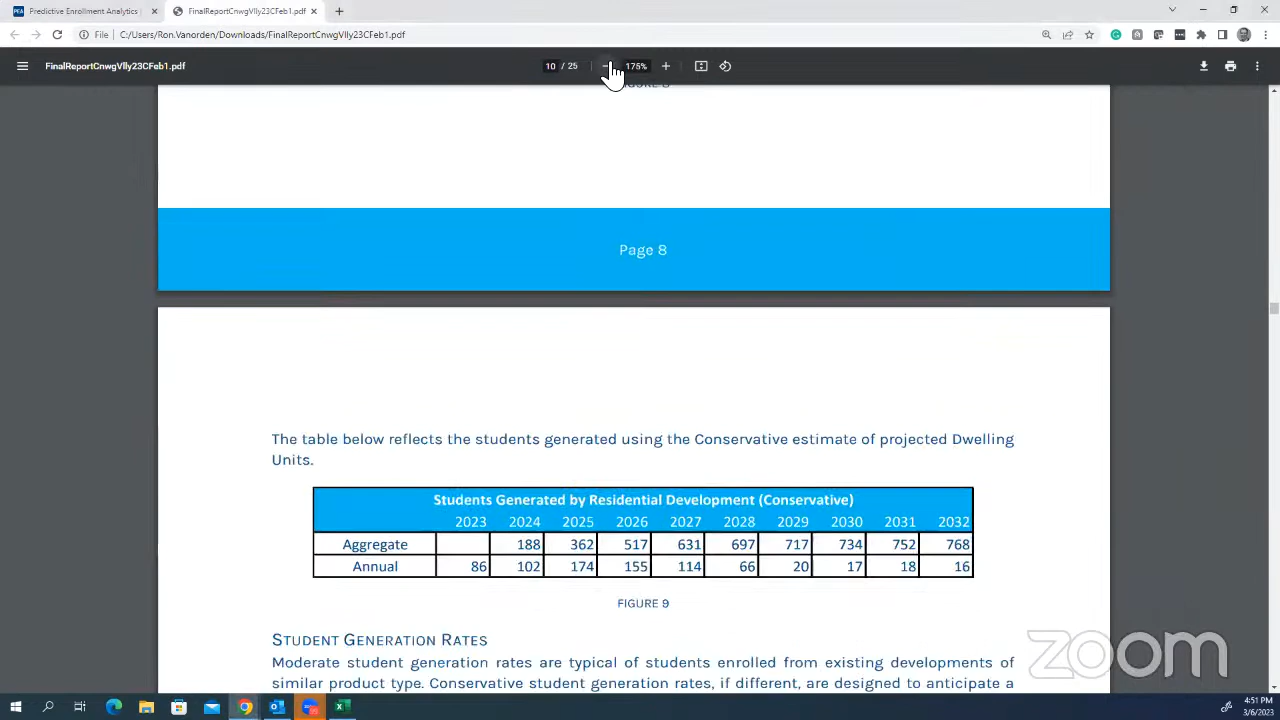 Predictive Enrollment Analytics
FinalReportCnwgVlly23CFeb1.pdf
File
C:/Users/Ron.Vanorden/Downloads/FinalReportCnwgVlly23CFeb1.pdf
FinalReportCnwgVlly23CFeb1.pdf
10 / 25
175%
Page 8
The table below reflects the students generated using the Conservative estimate of projected Dwelling
Units.
Students Generated by Residential Development (Conservative)
2023 2024 2025 2026 2027 2028 2029 2030 2031 2032
Aggregate 188 362 517 631 697 717 734 752 768
Annual 86 102 174 155 114 66 20 17 18 16
FIGURE 9
STUDENT GENERATION RATES
Moderate student generation rates are typical of students enrolled from existing developments of
similar product type. Conservative student generation rates, if different, are designed to anticipate a
zoom
4:51 PM
3/6/2023